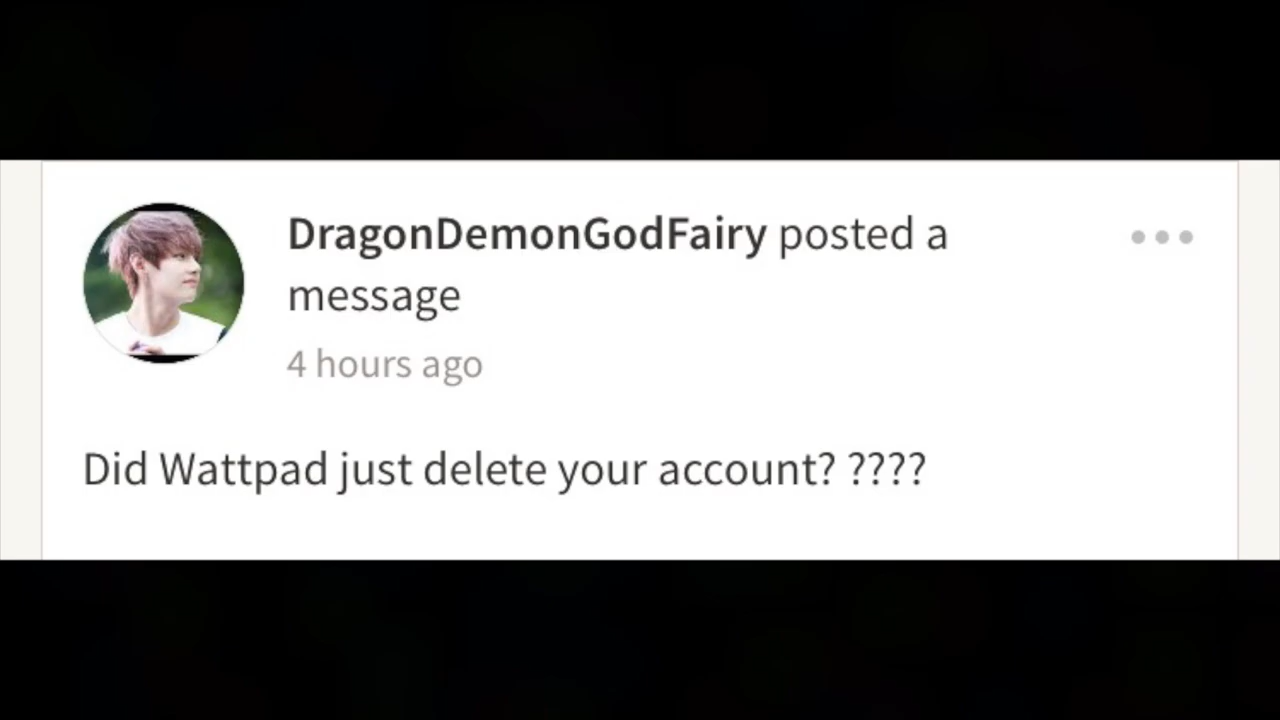 DragonDemonGodFairy posted a
message
4 hours ago
Did Wattpad just delete your account? ????